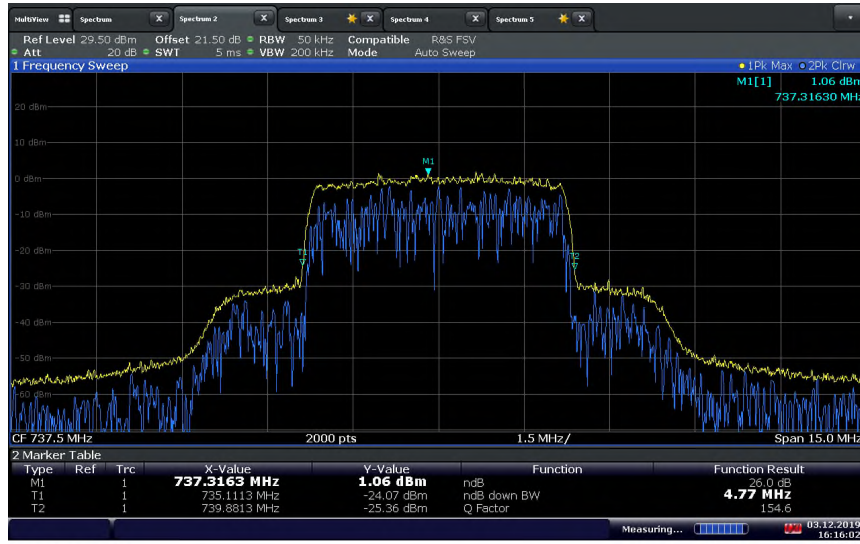 MultiView Spectrum X Spectrum 2 X Spectrum 3 X Spectrum 4 X Spectrum 5 X
Ref Level 29.50 dBm Offset 21.50 dB RBW 50 kHz Compatible R&S FSV
Att 20 dB SWT 5 ms VBW 200 kHz Mode Auto Sweep
1 Frequency Sweep 1Pk Max 2Pk Clrw
M1[1] 1.06 dBm
737.31630 MHz
20 dBm
10 dBm
M1
0 dBm
-10 dBm
-20 dBm
T1 T2
-30 dBm
-40 dBm
-50 dBm
-60 dBm
CF 737.5 MHz 2000 pts 1.5 MHz/ Span 15.0 MHz
2 Marker Table
Type Ref Trc X-Value Y-Value Function Function Result
M1 1 737.3163 MHz 1.06 dBm ndB 26.0 dB
T1 1 735.1113 MHz -24.07 dBm ndB down BW 4.77 MHz
T2 1 739.8813 MHz -25.36 dBm Q Factor 154.6
Measuring... 03.12.2019
16:16:02